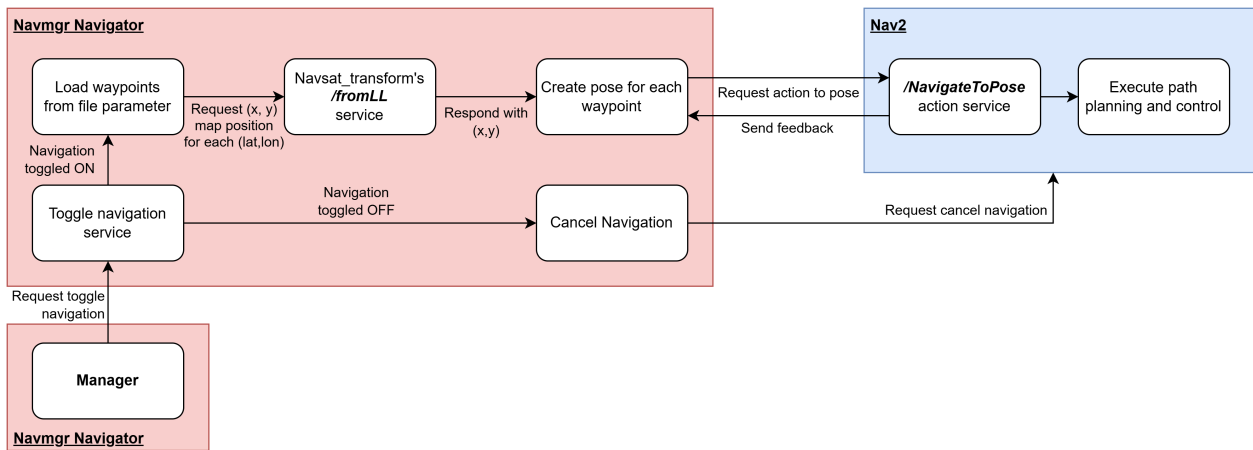 Navmgr Navigator
Nav2
Load waypoints
from file parameter
Request (x, y)
map position
for each (lat,lon)
Navsat_transform's
/fromLL
service
Respond with
(x,y)
Create pose for each
waypoint
Request action to pose
Send feedback
/NavigateToPose
action service
Execute path
planning and control
Navigation
toggled ON
Toggle navigation
service
Navigation
toggled OFF
Cancel Navigation
Request cancel navigation
Request toggle
navigation
Manager
Navmgr Navigator